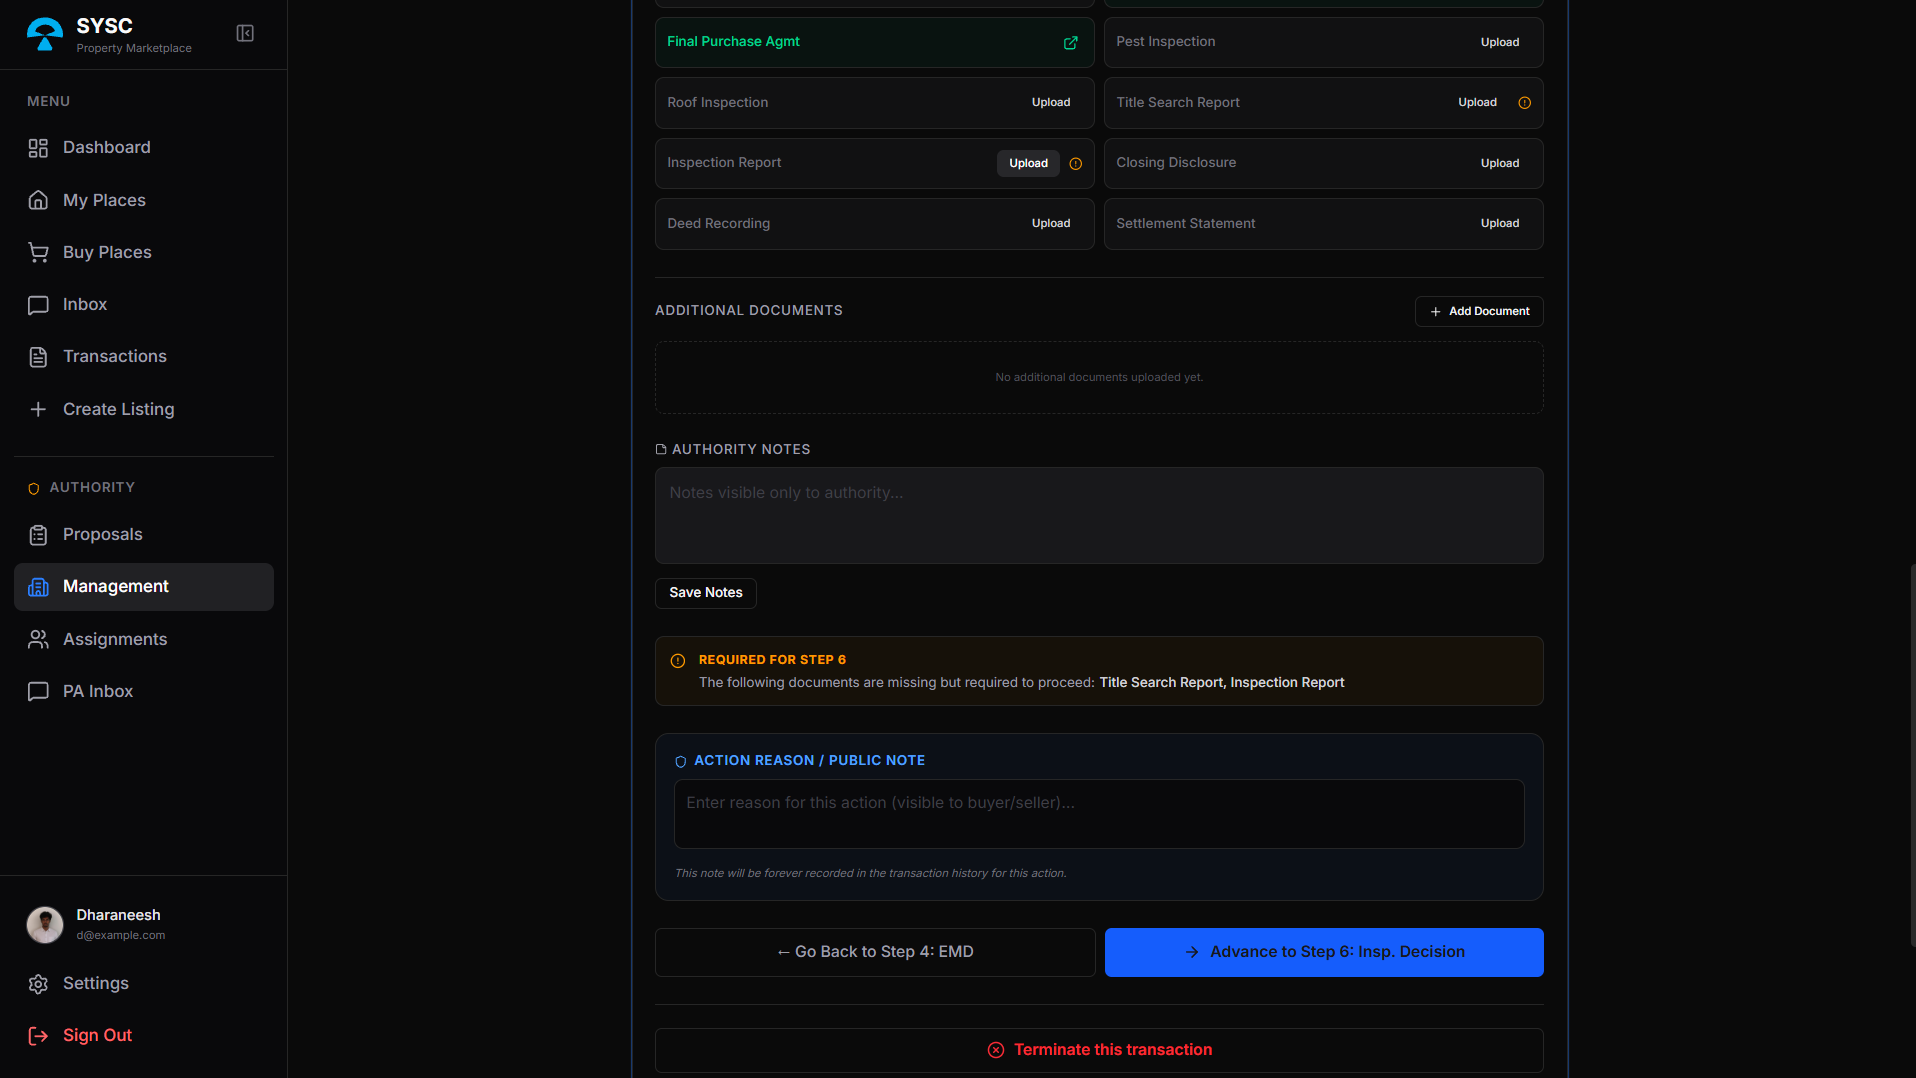 SYSC
Property Marketplace
MENU
Dashboard
My Places
Buy Places
Inbox
Transactions
Create Listing
AUTHORITY
Proposals
Management
Assignments
PA Inbox
Dharaneesh
d@example.com
Settings
Sign Out
Final Purchase Agmt
Pest Inspection Upload
Roof Inspection Upload
Title Search Report Upload
Inspection Report Upload
Closing Disclosure Upload
Deed Recording Upload
Settlement Statement Upload
ADDITIONAL DOCUMENTS
+ Add Document
No additional documents uploaded yet.
AUTHORITY NOTES
Notes visible only to authority...
Save Notes
REQUIRED FOR STEP 6
The following documents are missing but required to proceed: Title Search Report, Inspection Report
ACTION REASON / PUBLIC NOTE
Enter reason for this action (visible to buyer/seller)...
This note will be forever recorded in the transaction history for this action.
← Go Back to Step 4: EMD
→ Advance to Step 6: Insp. Decision
Terminate this transaction